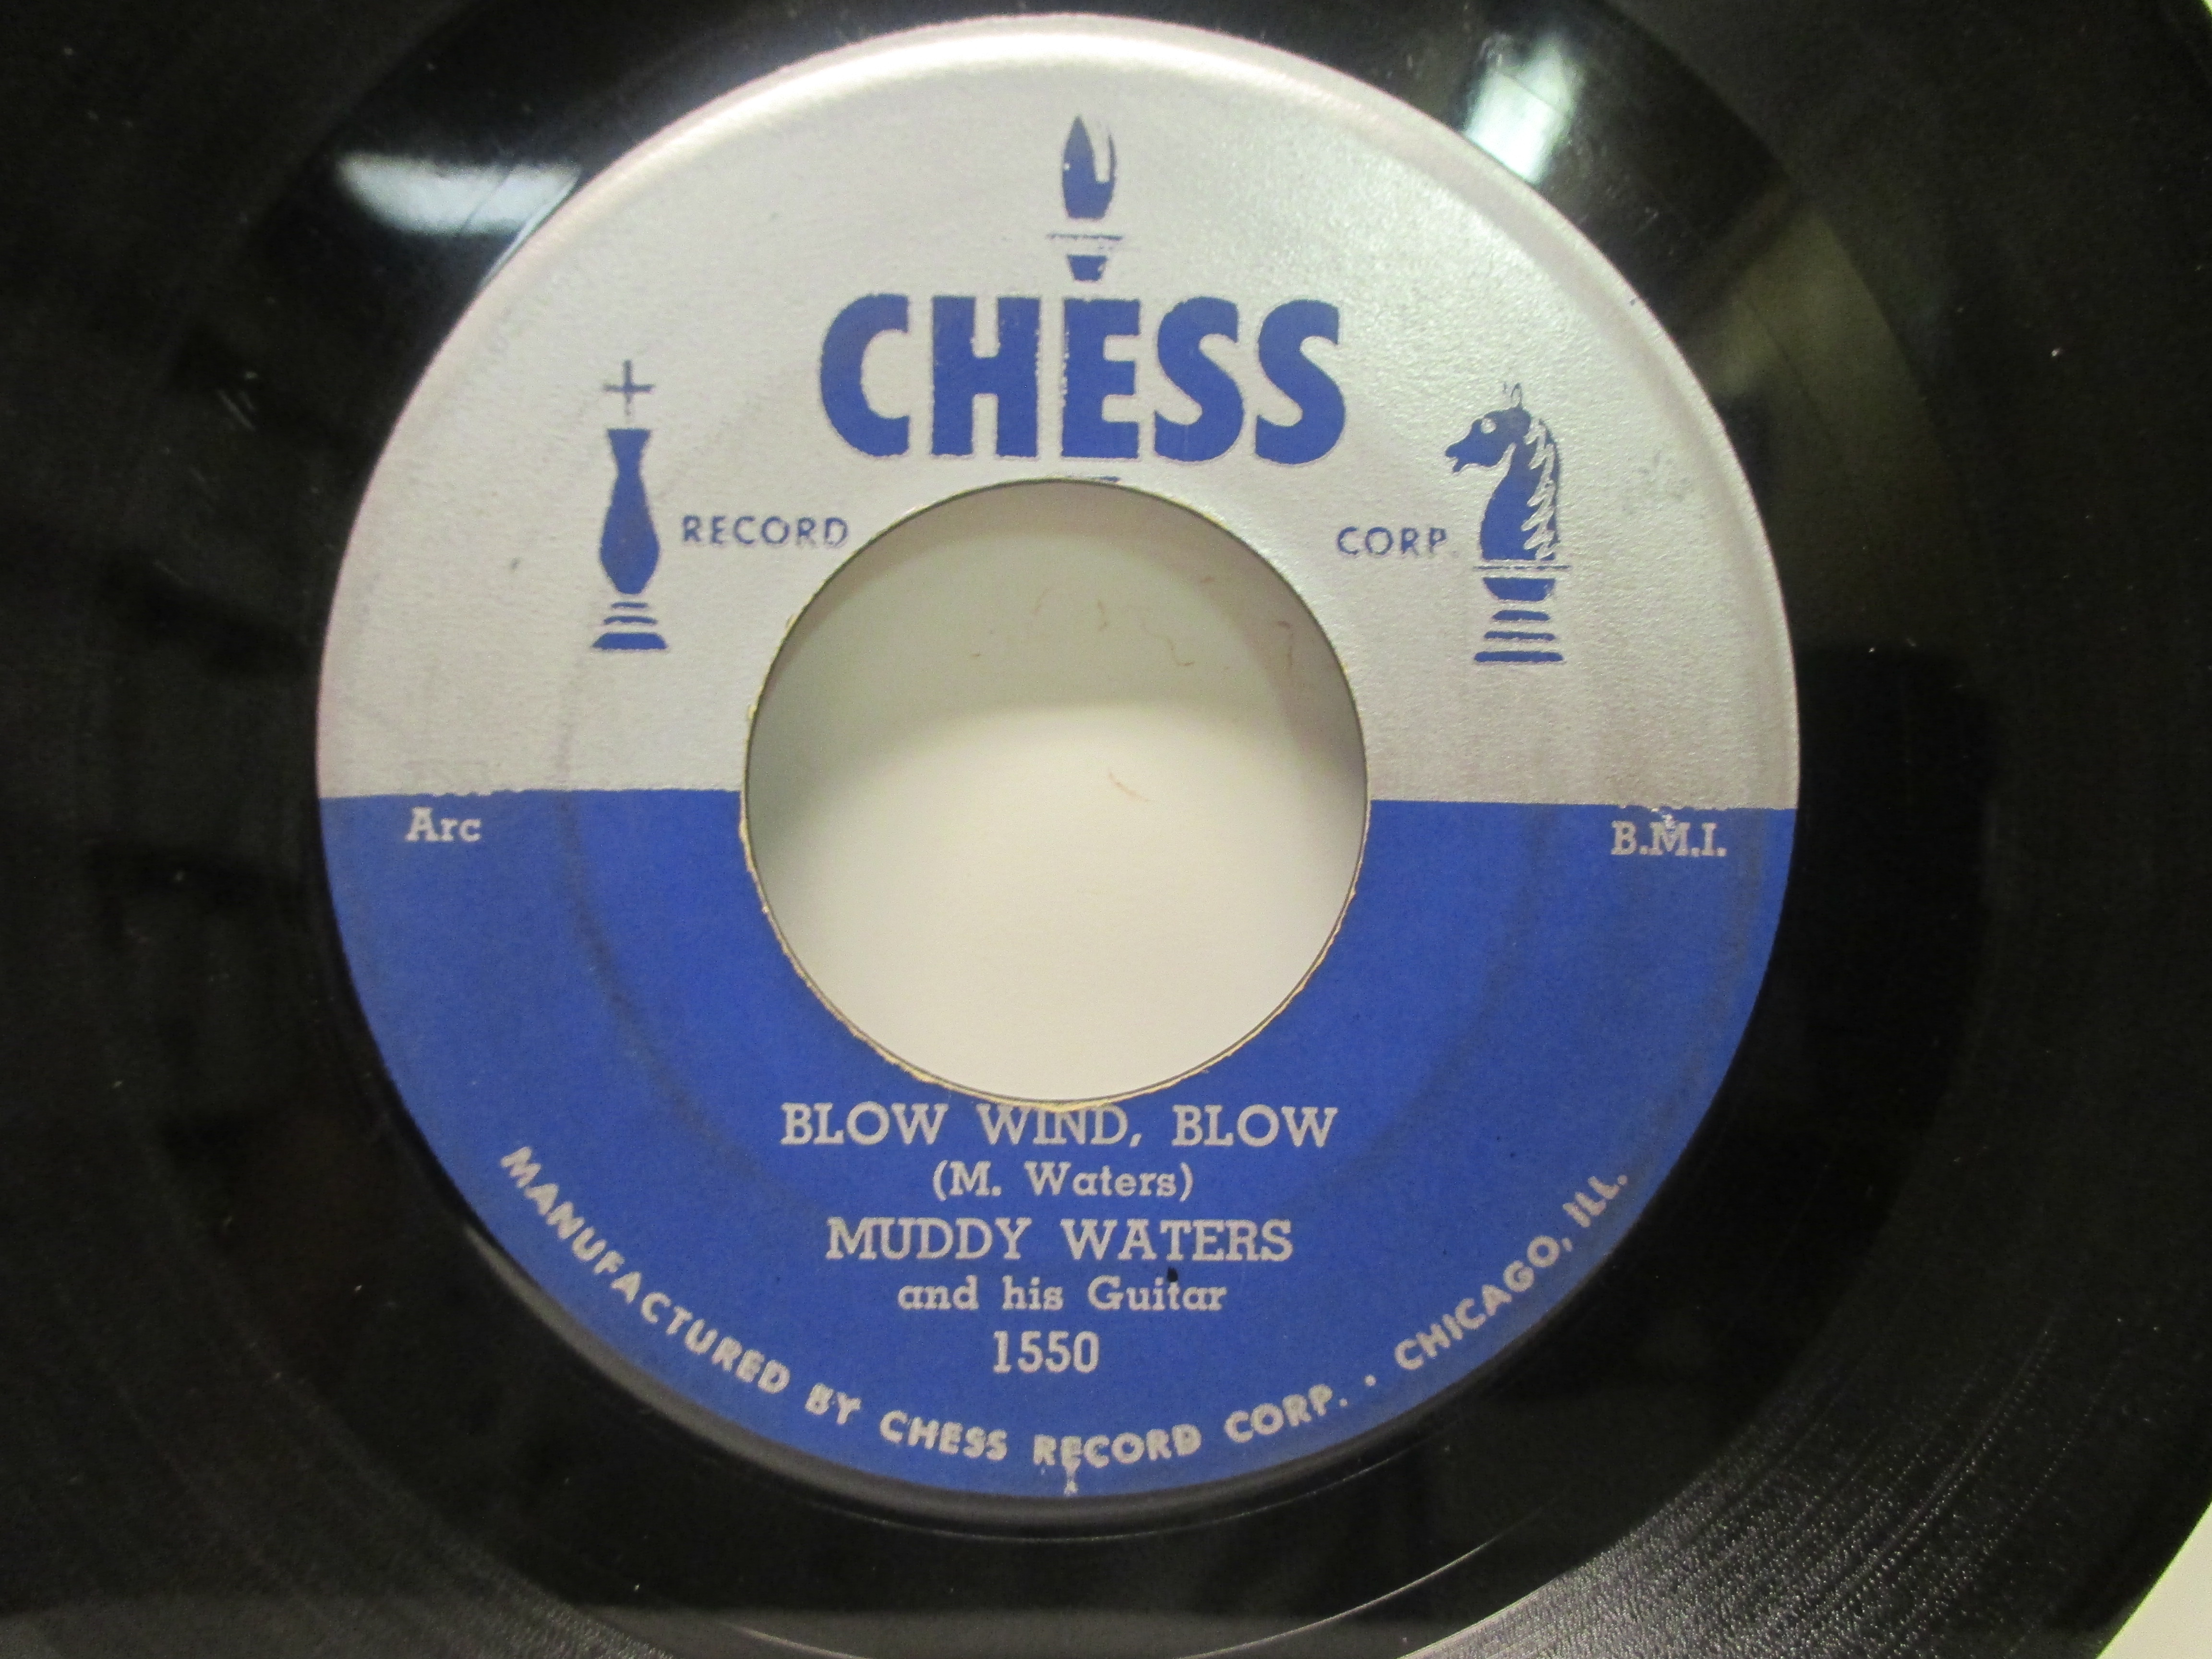 CHESS
RECORD CORP.
Arc B.M.I.
BLOW WIND, BLOW
(M. Waters)
MUDDY WATERS
and his Guitar
1550
MANUFACTURED BY CHESS RECORD CORP. . CHICAGO, ILL.